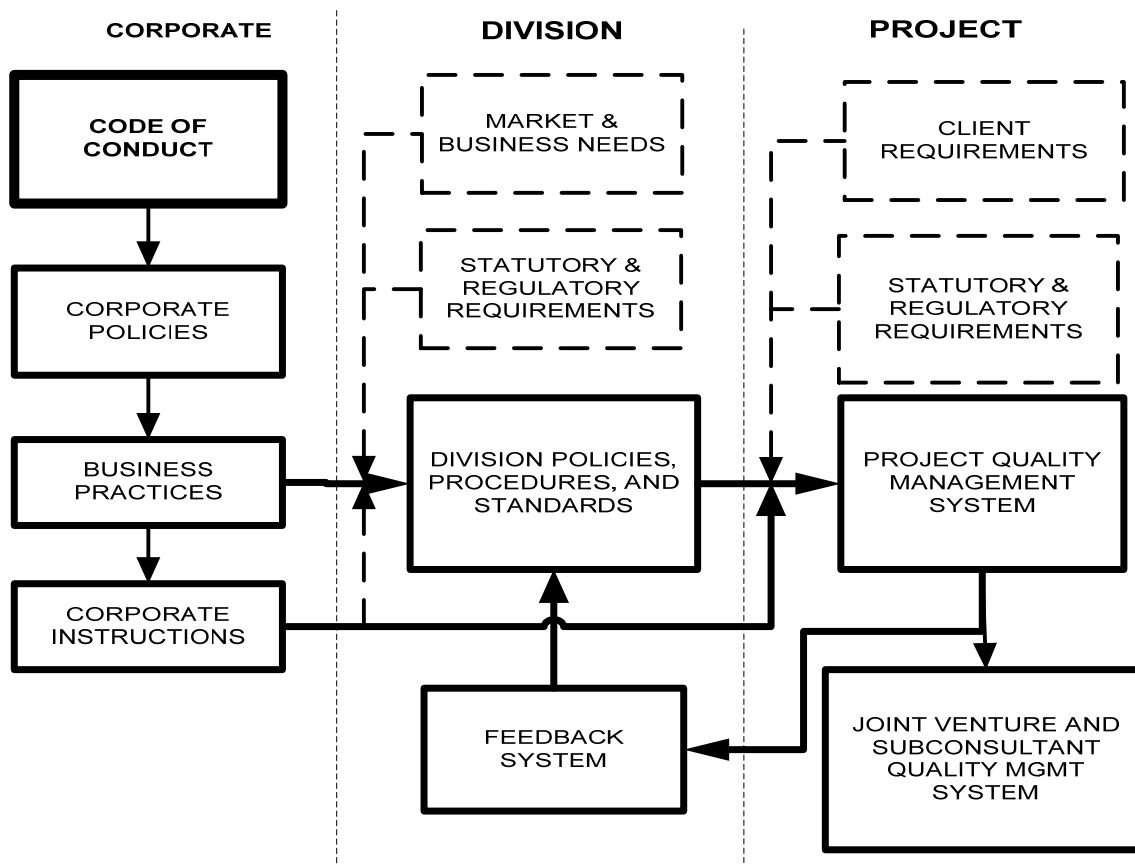 CORPORATE
DIVISION
PROJECT
CODE OF
CONDUCT
MARKET &
BUSINESS NEEDS
CLIENT
REQUIREMENTS
CORPORATE
POLICIES
STATUTORY &
REGULATORY
REQUIREMENTS
STATUTORY &
REGULATORY
REQUIREMENTS
BUSINESS
PRACTICES
DIVISION POLICIES,
PROCEDURES, AND
STANDARDS
PROJECT QUALITY
MANAGEMENT
SYSTEM
CORPORATE
INSTRUCTIONS
FEEDBACK
SYSTEM
JOINT VENTURE AND
SUBCONSULTANT
QUALITY MGMT
SYSTEM